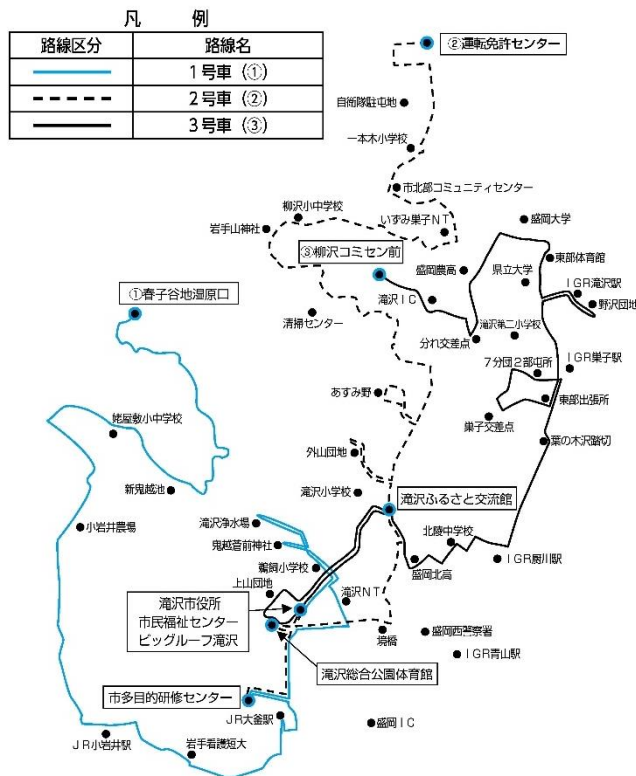 凡 例
路線区分 路線名
1号車(①)
2号車(②)
3号車(③)
②運転免許センター
自衛隊駐屯地
一本木小学校
市北部コミュニティセンター
柳沢小中学校
いずみ巣子NT
盛岡大学
岩手山神社
③柳沢コミセン前
盛岡農高
東部体育館
県立大学
①春子谷地湿原口
滝沢IC
IGR滝沢駅
野沢団地
清掃センター
滝沢第二小学校
分れ交差点
7分団2部屯所
IGR巣子駅
あすみ野
東部出張所
巣子交差点
姥屋敷小中学校
葉の木沢踏切
外山団地
新鬼越池
滝沢小学校
滝沢ふるさと交流館
滝沢浄水場
小岩井農場
北陵中学校
鬼越蒼前神社
IGR厨川駅
盛岡北高
鵜飼小学校
上山団地
滝沢NT
滝沢市役所
市民福祉センター
ビッグルーフ滝沢
境橋
盛岡西警察署
IGR青山駅
滝沢総合公園体育館
市多目的研修センター
JR大釜駅
盛岡IC
JR小岩井駅
岩手看護短大